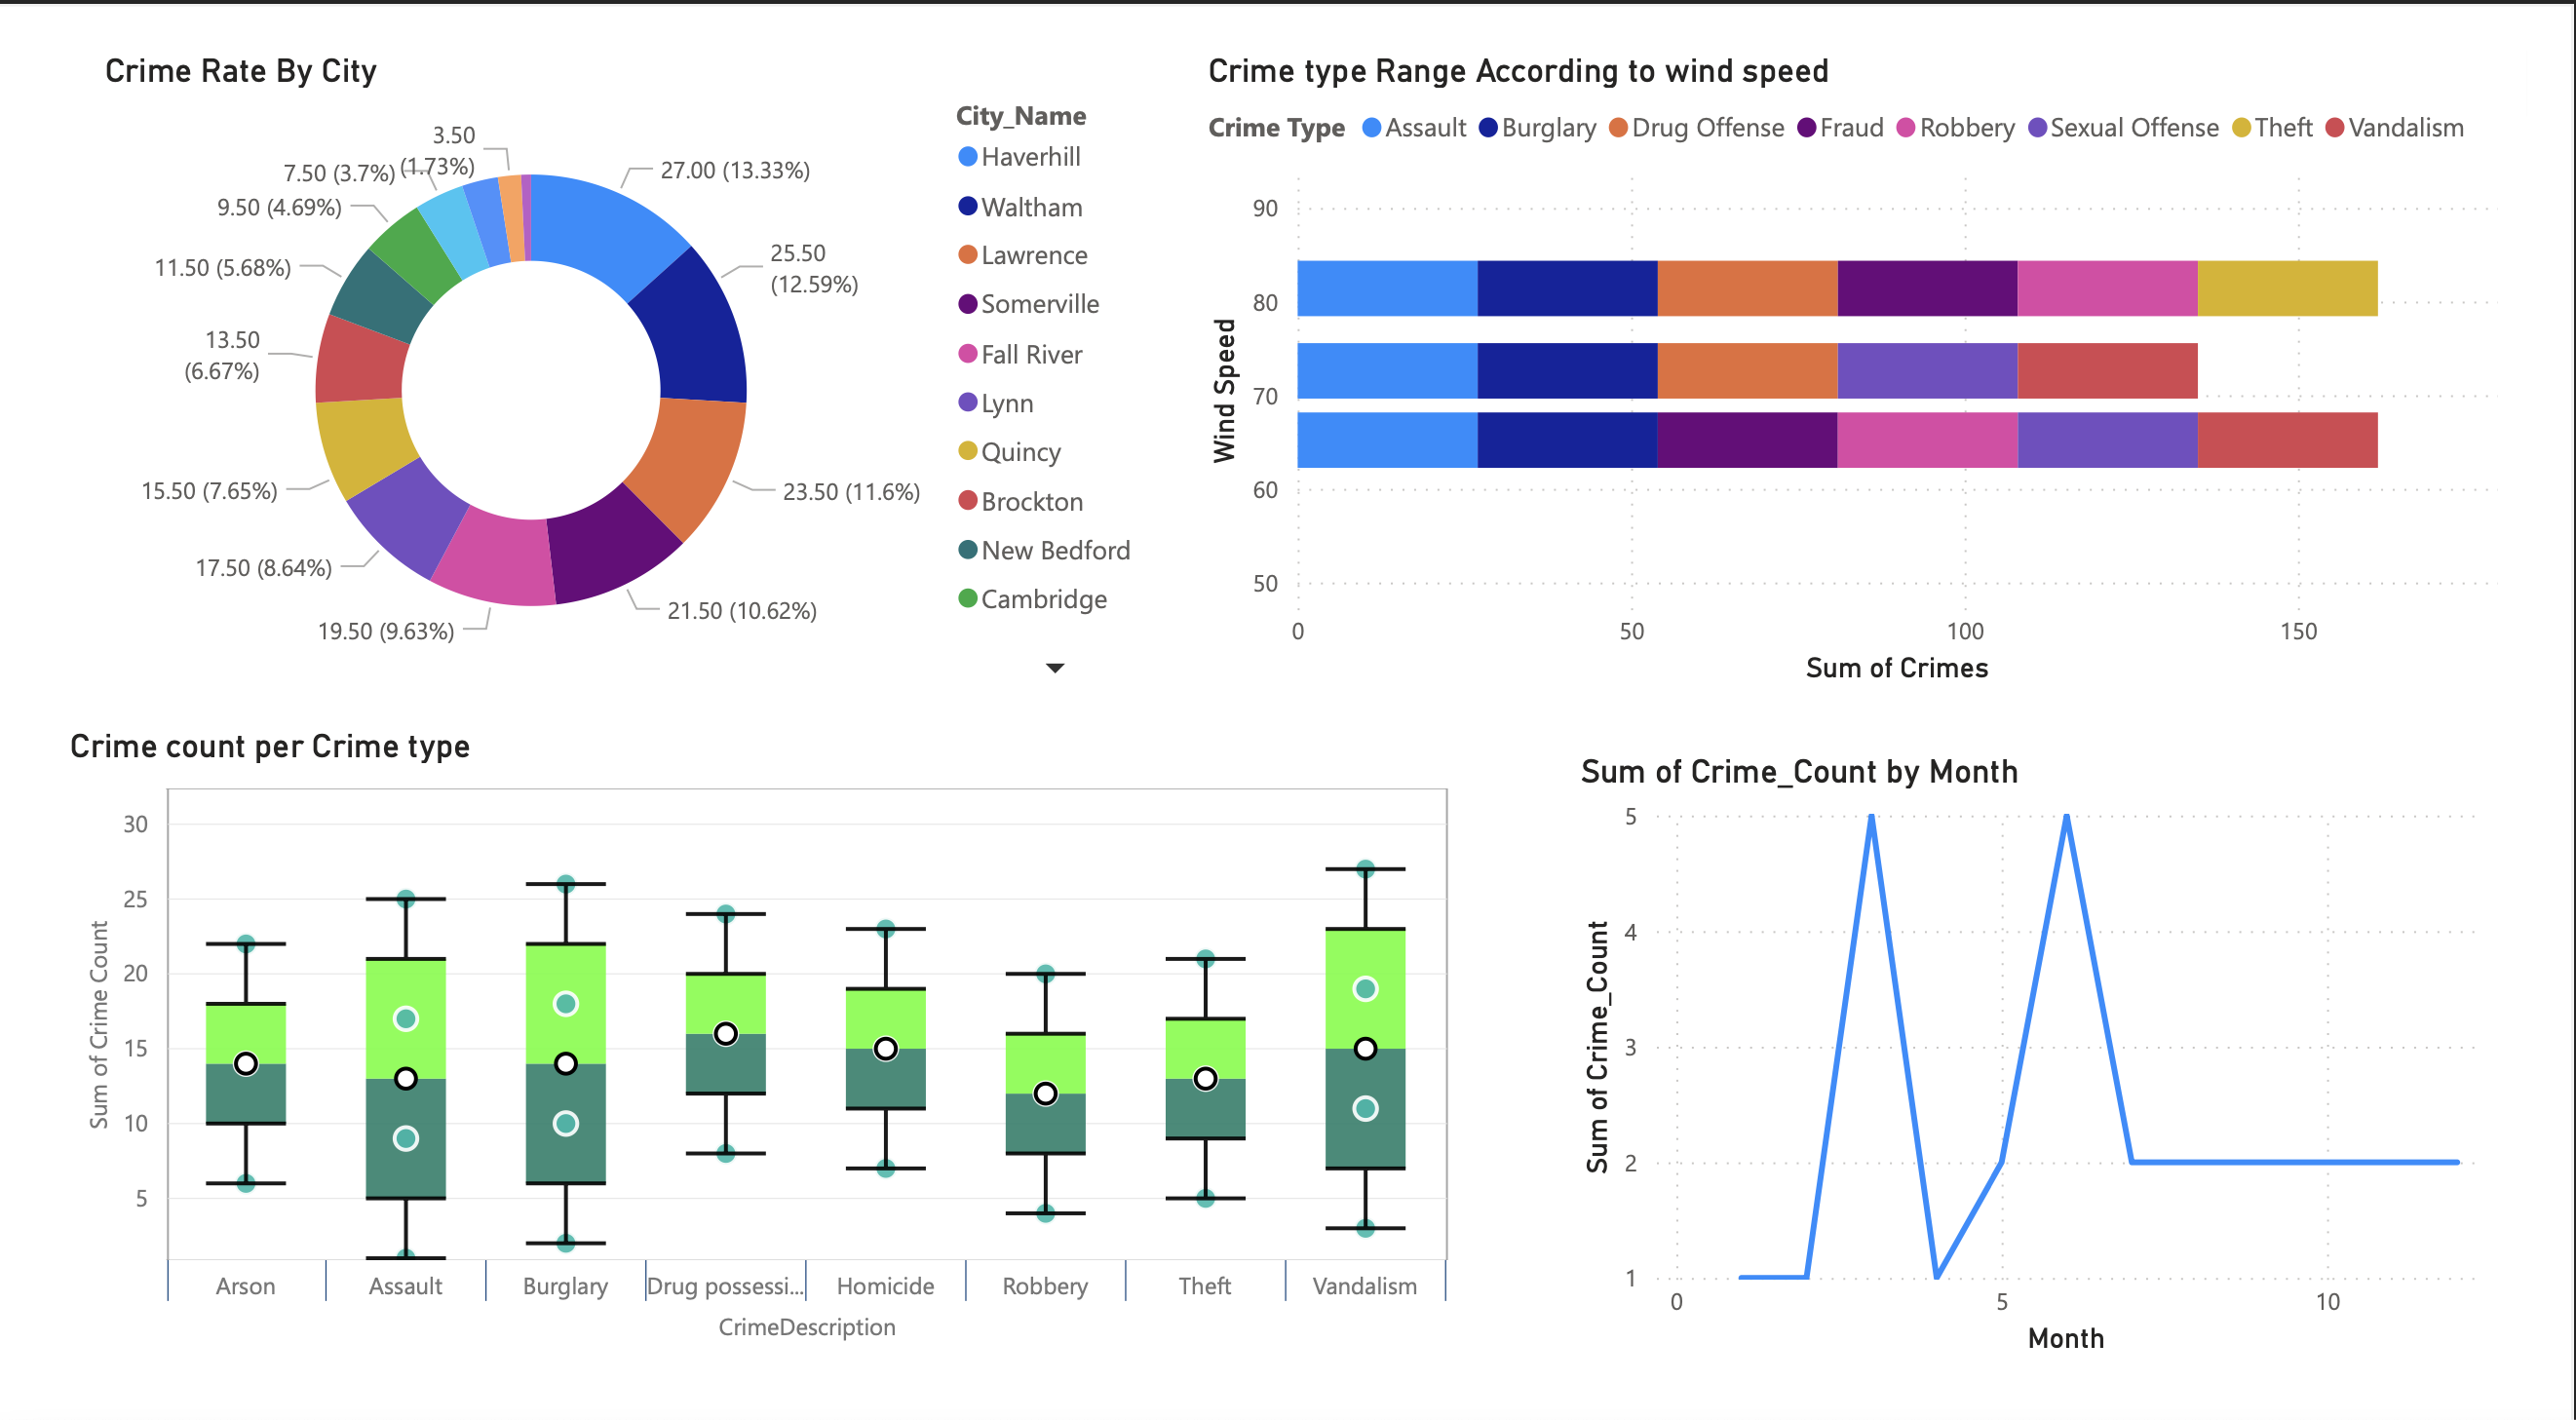 Crime Rate By City
3.50
(1.73%)
7.50 (3.7%)
9.50 (4.69%)
11.50 (5.68%)
13.50
(6.67%)
15.50 (7.65%)
17.50 (8.64%)
19.50 (9.63%)
21.50 (10.62%)
23.50 (11.6%)
25.50
(12.59%)
27.00 (13.33%)
City_Name
Haverhill
Waltham
Lawrence
Somerville
Fall River
Lynn
Quincy
Brockton
New Bedford
Cambridge
Crime type Range According to wind speed
Crime Type Assault Burglary Drug Offense Fraud Robbery Sexual Offense Theft Vandalism
Wind Speed
90
80
70
60
50
0 50 100 150
Sum of Crimes
Crime count per Crime type
Sum of Crime Count
30
25
20
15
10
5
Arson Assault Burglary Drug possessi... Homicide Robbery Theft Vandalism
CrimeDescription
Sum of Crime_Count by Month
Sum of Crime_Count
5
4
3
2
1
0 5 10
Month